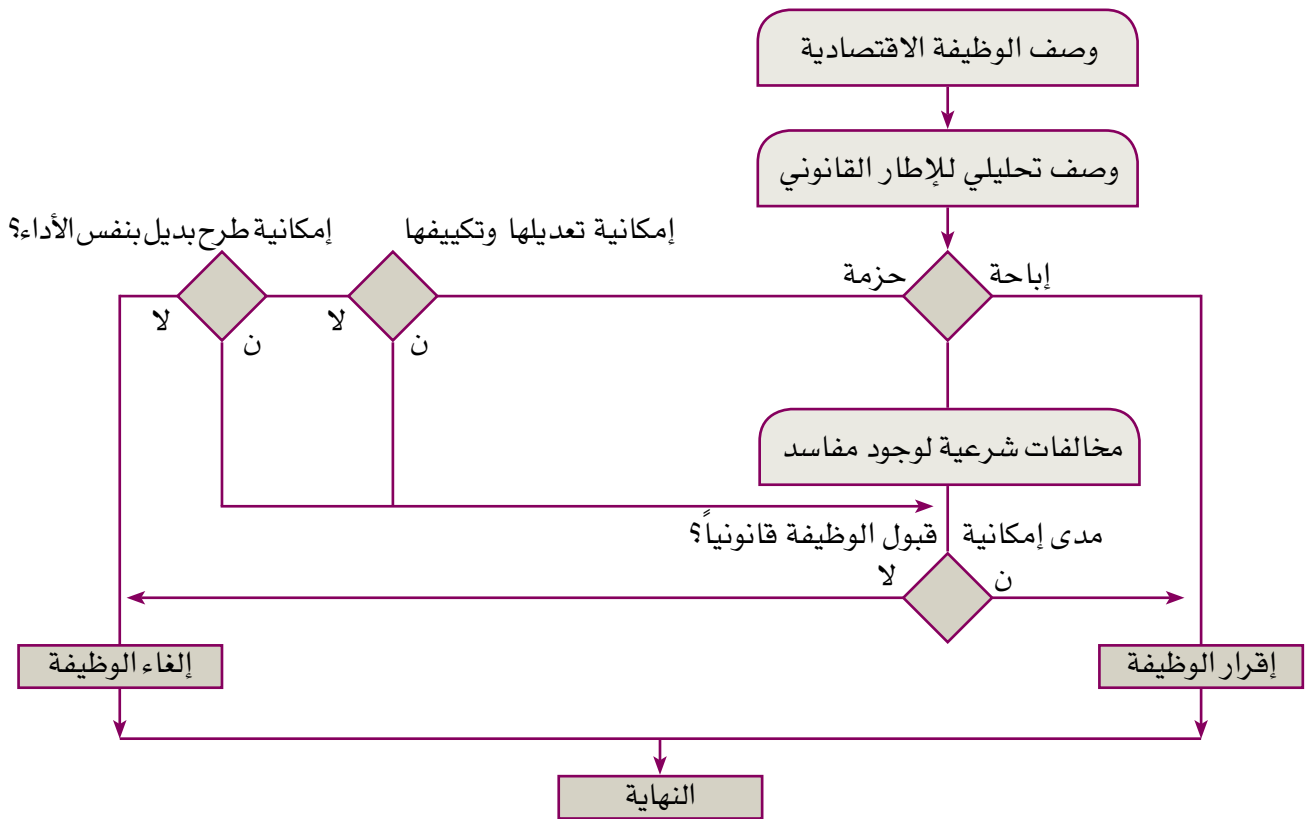 وصف الوظيفة الاقتصادية
وصف تحليلي للإطار القانوني
إمكانية تعديلها وتكييفها
إمكانية طرح بديل بنفس الأداء؟
إباحة
حزمة
لا
ن
لا
ن
مخالفات شرعية لوجود مفاسد
مدى إمكانية قبول الوظيفة قانونياً؟
ن
لا
إقرار الوظيفة
إلغاء الوظيفة
النهاية